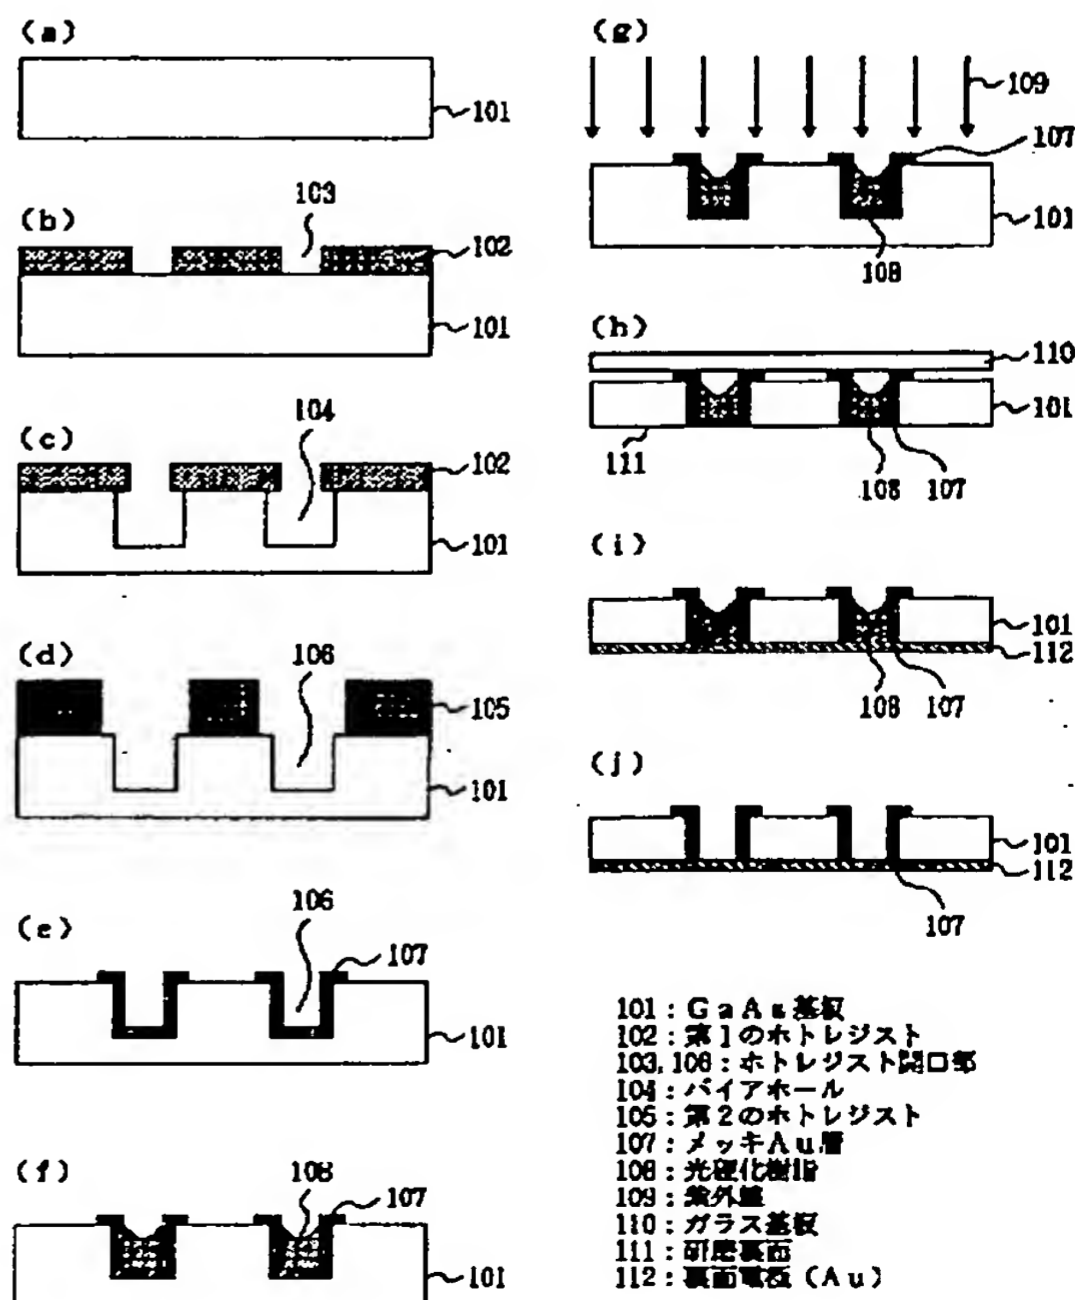 (a)
101
(b)
103
102
101
(c)
104
102
101
(d)
106
105
101
(e)
106
107
101
(f)
108
107
101
(g)
109
107
101
108
(h)
110
101
111
108
107
(i)
101
112
108
107
(j)
101
112
107
101:GaAs基板
102:第1のホトレジスト
103,106:ホトレジスト開口部
104:バイアホール
105:第2のホトレジスト
107:メッキAu層
108:光硬化樹脂
109:紫外線
110:ガラス基板
111:研磨裏面
112:裏面電極(Au)